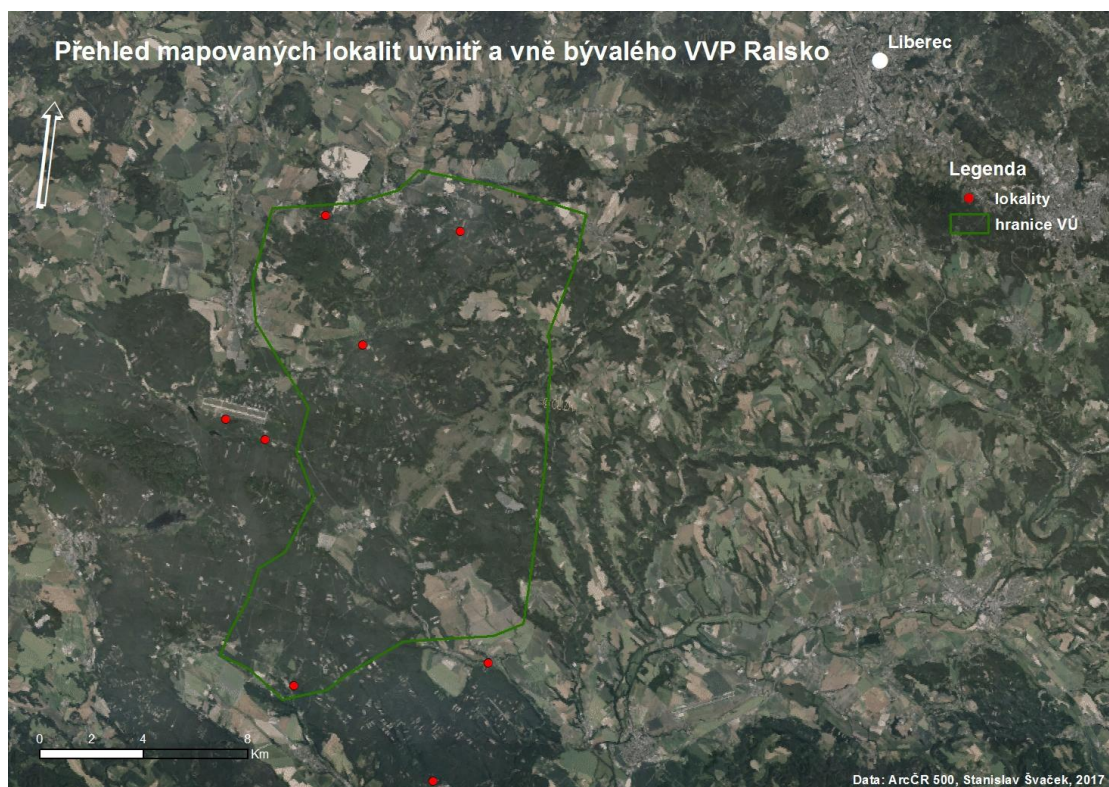 Přehled mapovaných lokalit uvnitř a vně bývalého VVP Ralsko
Liberec
Legenda
lokality
hranice VÚ
0 2 4 8
Km
Data: ArcČR 500, Stanislav Švaček, 2017